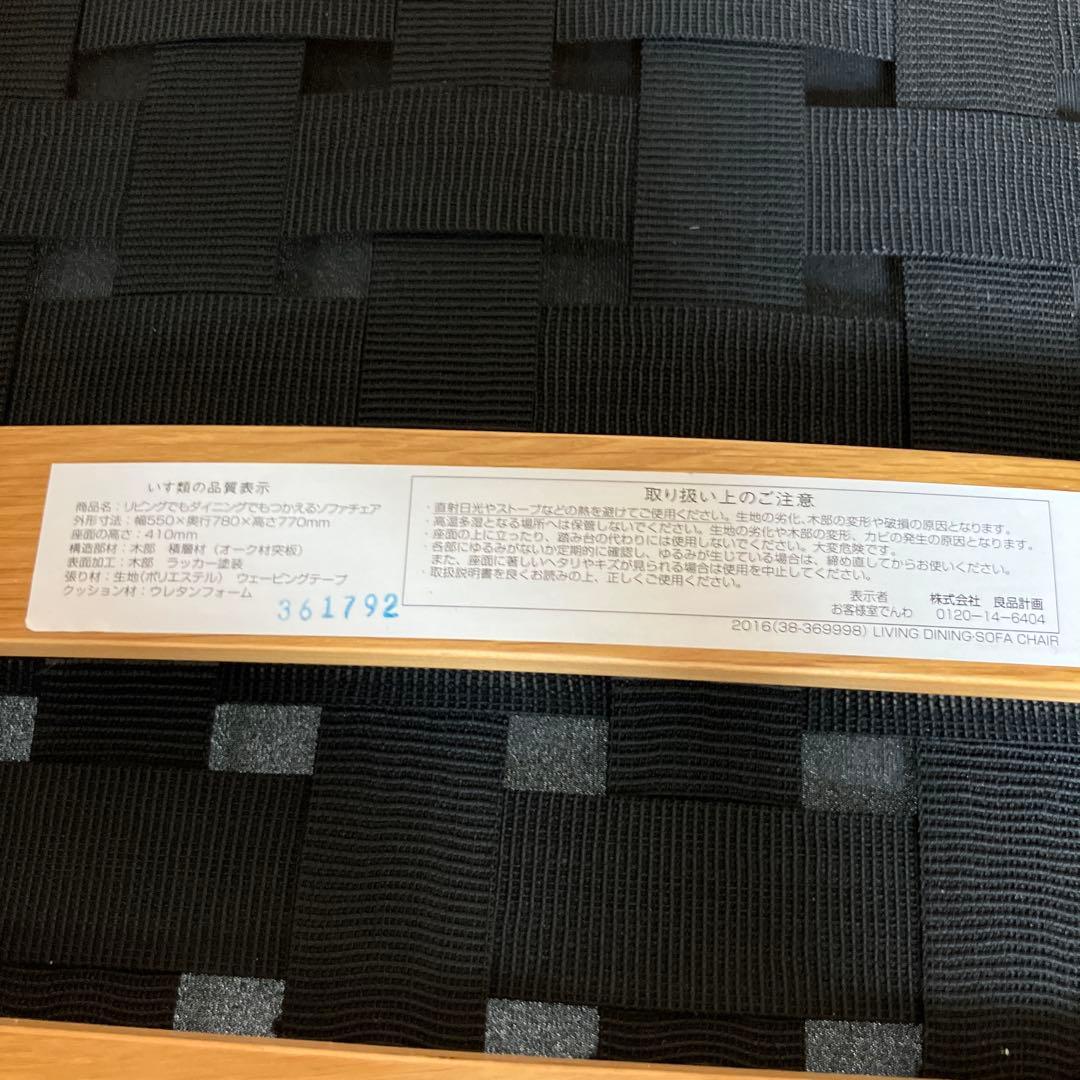 いす類の品質表示
商品名：リビングでもダイニングでもつかえるソファチェア
外形寸法：幅550×奥行780×高さ770mm
座面の高さ：410mm
構造部材：木部　積層材（オーク材突板）
表面加工：木部　ラッカー塗装
張り材：生地（ポリエステル）　ウェービングテープ
クッション材：ウレタンフォーム
361792
取り扱い上のご注意
・直射日光やストーブなどの熱を避けてご使用ください。生地の劣化、木部の変形や破損の原因となります。
・高温多湿となる場所へは保管しないでください。生地の劣化や木部の変形、カビの発生の原因となります。
・座面の上に立ったり、踏み台の代わりには使用しないでください。大変危険です。
・各部にゆるみがないか定期的に確認し、ゆるみが生じている場合は、締め直してからお使いください。
また、座面に著しいヘタリやキズが見られる場合は使用を中止してください。
・取扱説明書を良くお読みの上、正しくご使用ください。
表示者　株式会社　良品計画
お客様室でんわ　0120-14-6404
2016(38-369998) LIVING DINING・SOFA CHAIR